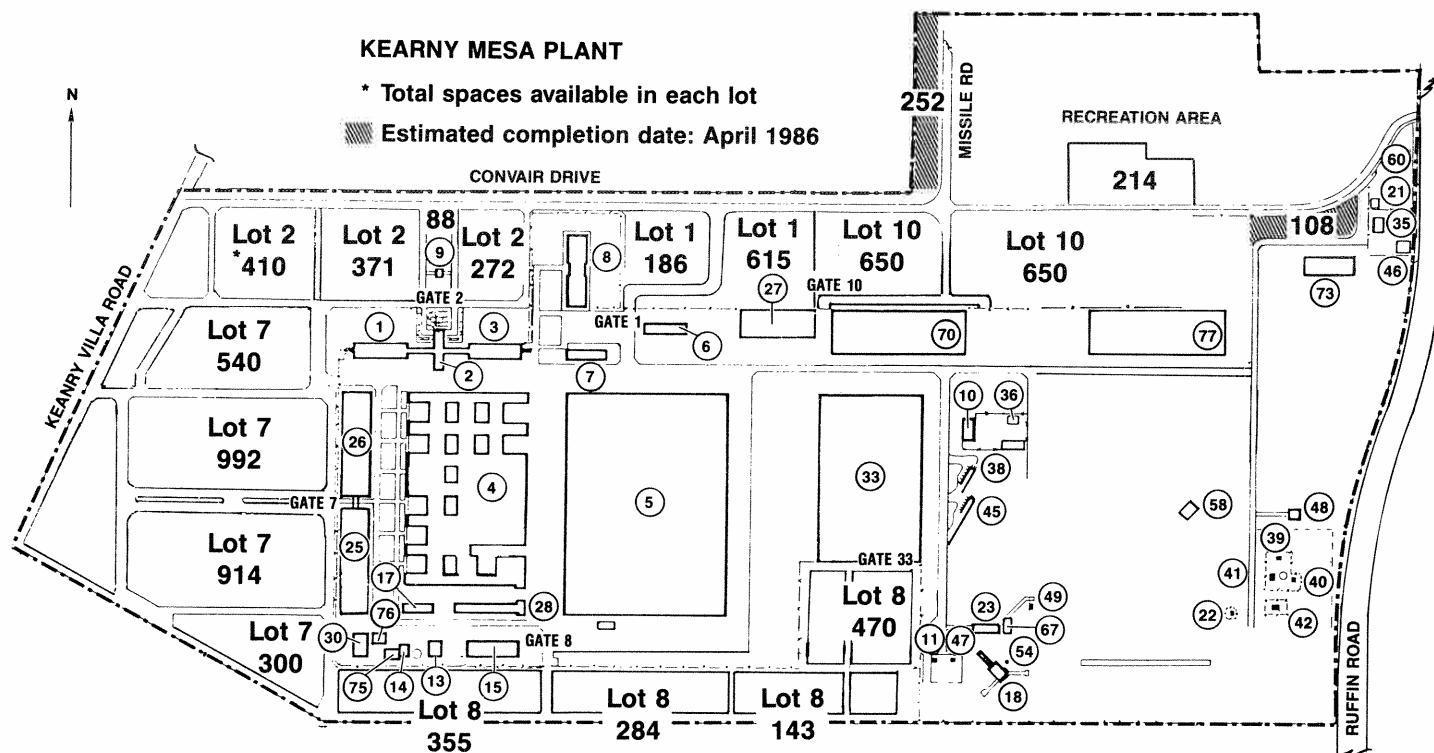 KEARNY MESA PLANT
* Total spaces available in each lot
Estimated completion date: April 1986
N
CONVAIR DRIVE
252
MISSILE RD
RECREATION AREA
214
60
21
35
46
108
73
Lot 2
*410
Lot 2
371
88
9
Lot 2
272
8
Lot 1
186
Lot 1
615
27
Lot 10
650
Lot 10
650
GATE 2
GATE 10
GATE 1
KEANRY VILLA ROAD
Lot 7
540
1
3
2
7
6
70
77
Lot 7
992
26
4
5
33
10
36
38
45
58
48
GATE 7
Lot 7
914
25
17
28
GATE 33
39
40
41
42
22
Lot 8
470
49
23
67
11
47
54
18
Lot 7
300
30
76
75
14
13
15
GATE 8
Lot 8
355
Lot 8
284
Lot 8
143
RUFFIN ROAD